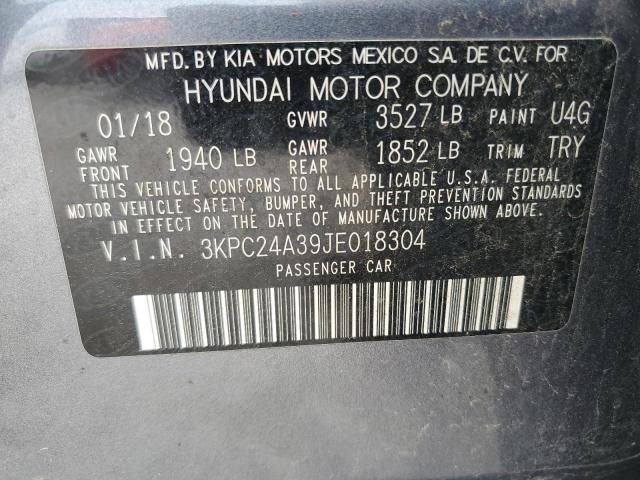 MFD. BY KIA MOTORS MEXICO S.A. DE C.V. FOR
HYUNDAI MOTOR COMPANY
01/18 GVWR 3527 LB PAINT U4G
GAWR FRONT 1940 LB GAWR REAR 1852 LB TRIM TRY
THIS VEHICLE CONFORMS TO ALL APPLICABLE U.S.A. FEDERAL
MOTOR VEHICLE SAFETY, BUMPER, AND THEFT PREVENTION STANDARDS
IN EFFECT ON THE DATE OF MANUFACTURE SHOWN ABOVE.
V.I.N. 3KPC24A39JE018304
PASSENGER CAR